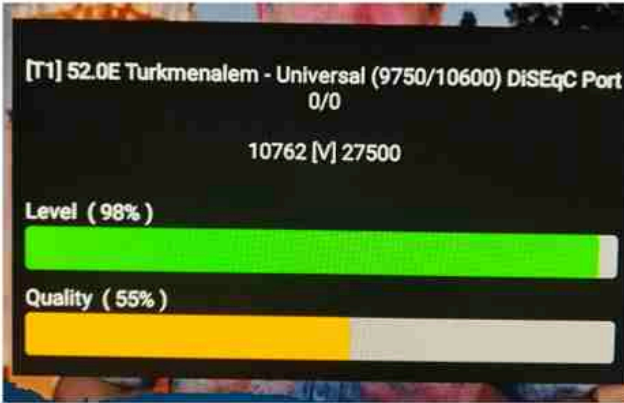 [T1] 52.0E Turkmenalem - Universal (9750/10600) DiSEqC Port
0/0
10762 [V] 27500
Level ( 98% )
Quality ( 55% )